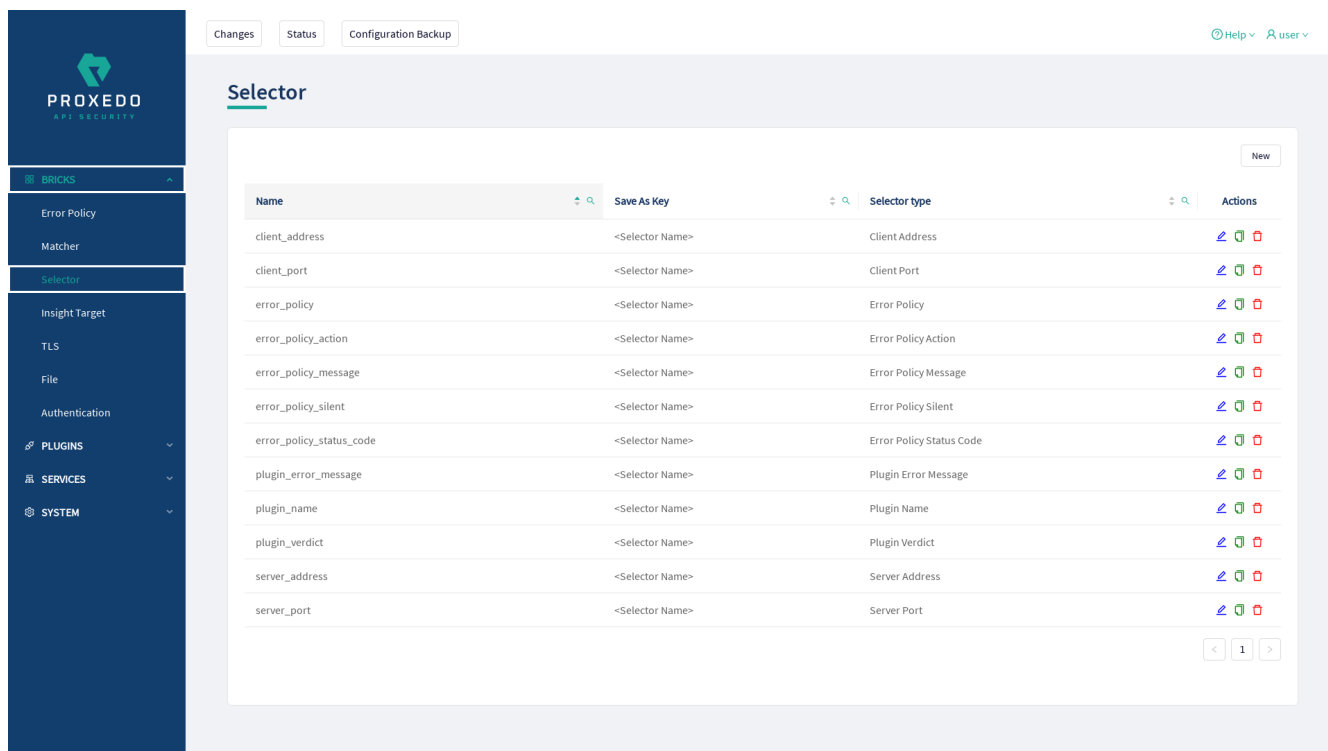 PROXEDO
API SECURITY
BRICKS
Error Policy
Matcher
Selector
Insight Target
TLS
File
Authentication
PLUGINS
SERVICES
SYSTEM
Changes Status Configuration Backup Help user
Selector
New
Name Save As Key Selector type Actions
client_address <Selector Name> Client Address
client_port <Selector Name> Client Port
error_policy <Selector Name> Error Policy
error_policy_action <Selector Name> Error Policy Action
error_policy_message <Selector Name> Error Policy Message
error_policy_silent <Selector Name> Error Policy Silent
error_policy_status_code <Selector Name> Error Policy Status Code
plugin_error_message <Selector Name> Plugin Error Message
plugin_name <Selector Name> Plugin Name
plugin_verdict <Selector Name> Plugin Verdict
server_address <Selector Name> Server Address
server_port <Selector Name> Server Port
< 1 >